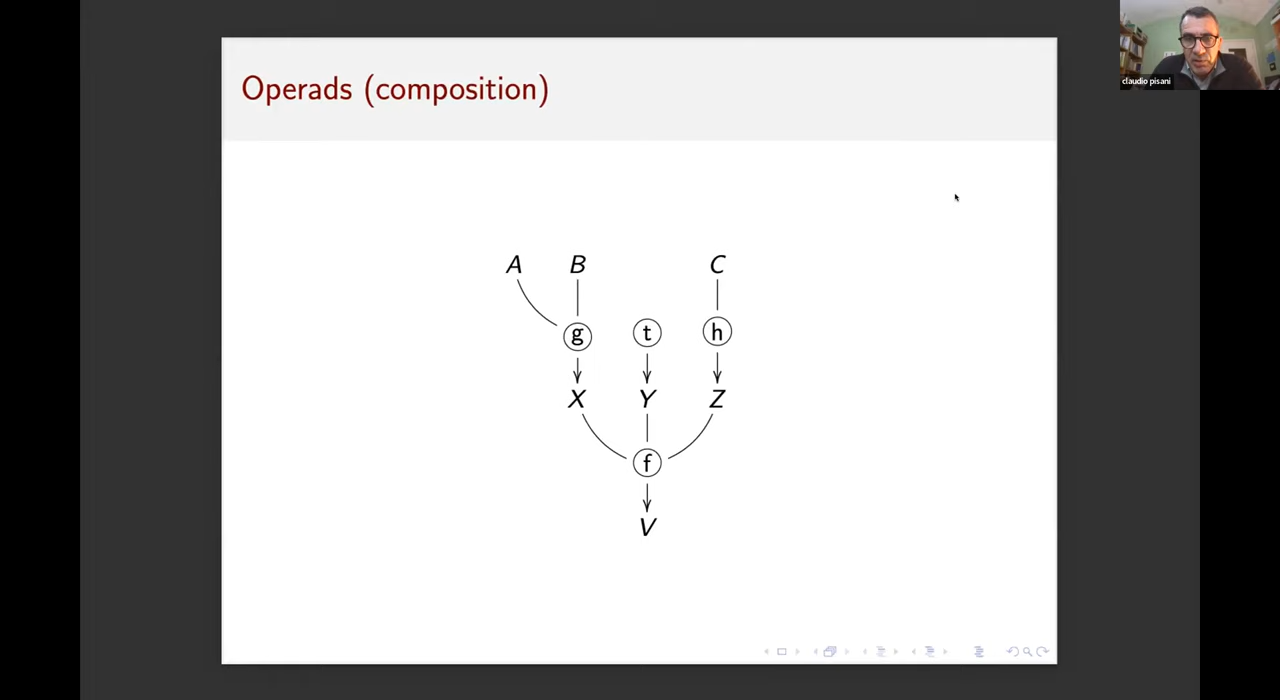 Operads (composition)
claudio pisani
A B C
g t h
X Y Z
f
V